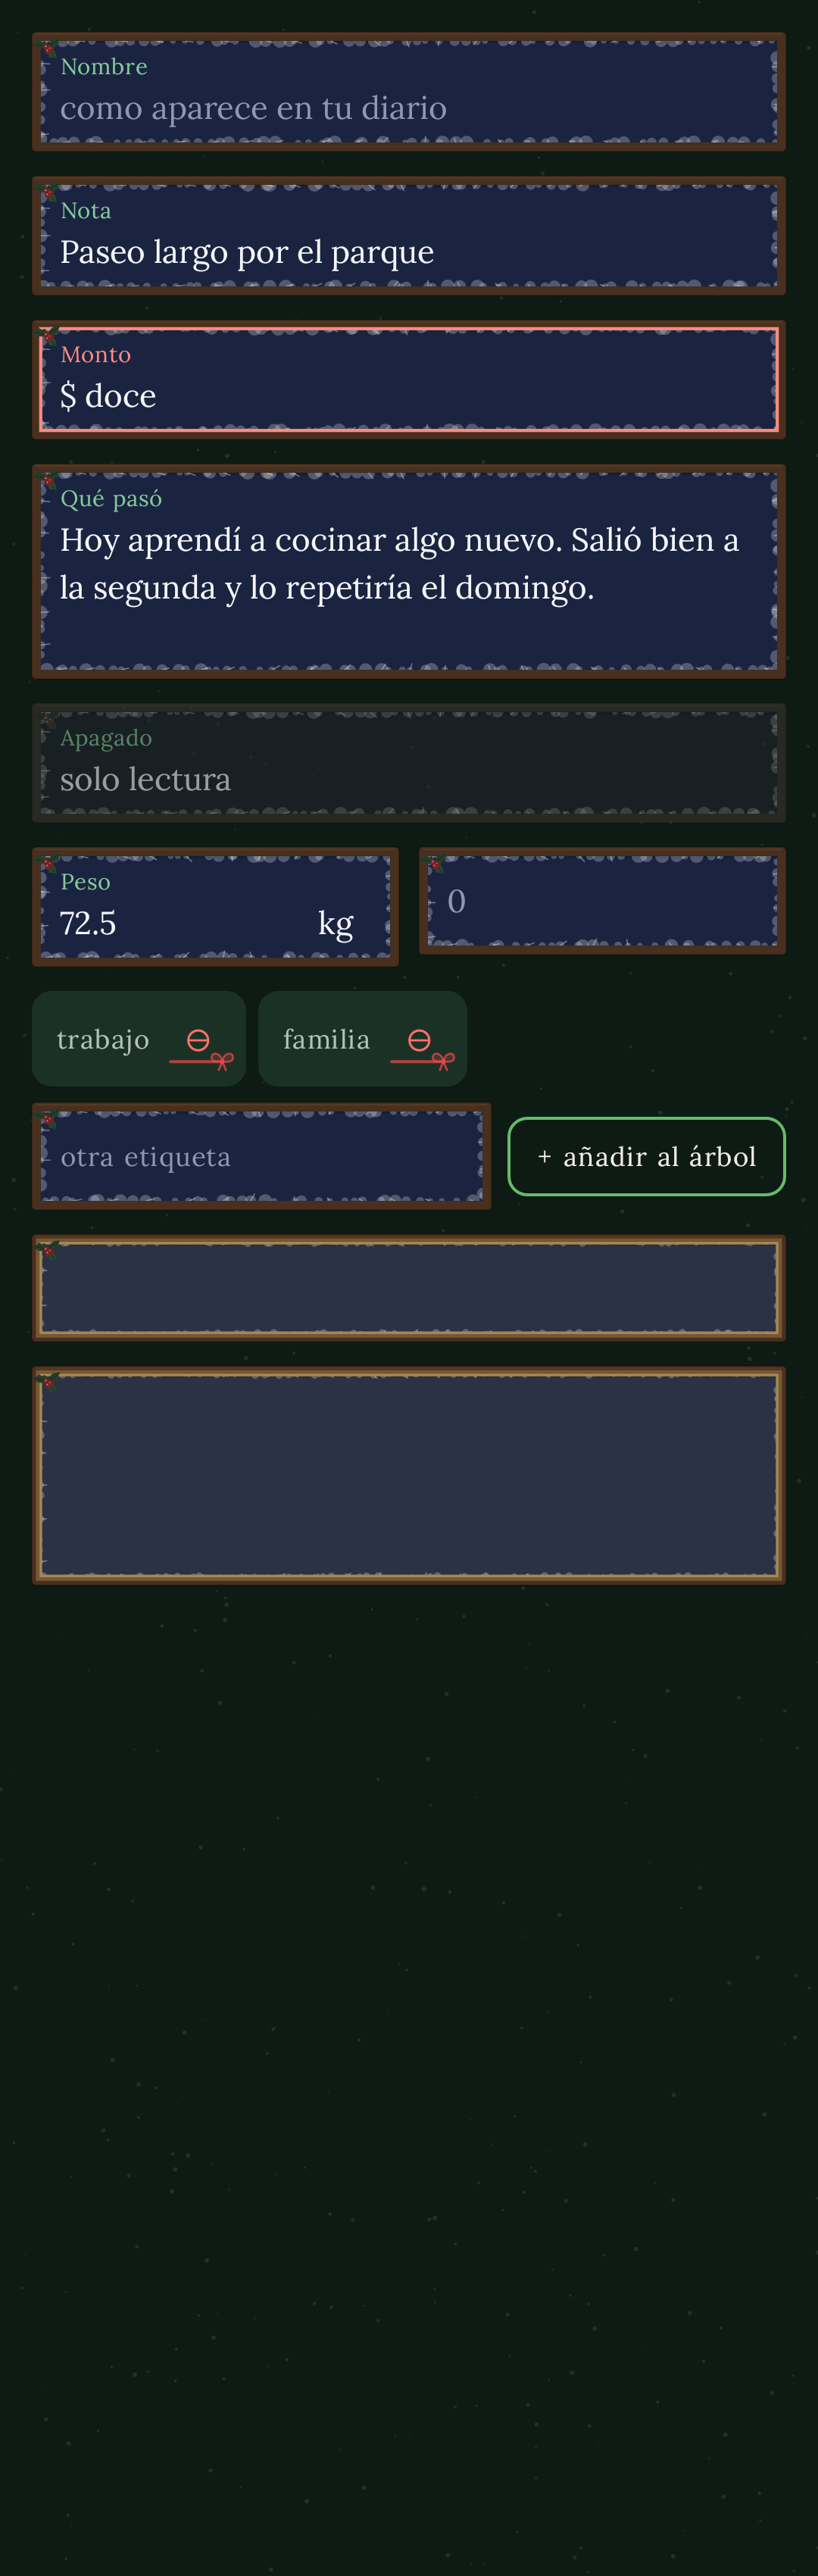 Nombre
como aparece en tu diario
Nota
Paseo largo por el parque
Monto
$ doce
Qué pasó
Hoy aprendí a cocinar algo nuevo. Salió bien a
la segunda y lo repetiría el domingo.
Apagado
solo lectura
Peso
72.5 kg
0
trabajo
familia
otra etiqueta
+ añadir al árbol